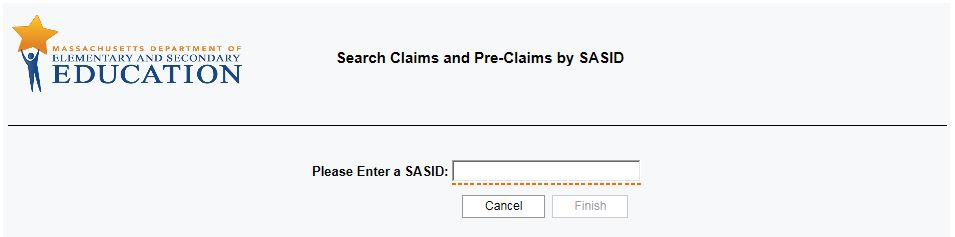 MASSACHUSETTS DEPARTMENT OF
ELEMENTARY AND SECONDARY
EDUCATION
Search Claims and Pre-Claims by SASID
Please Enter a SASID:
Cancel Finish